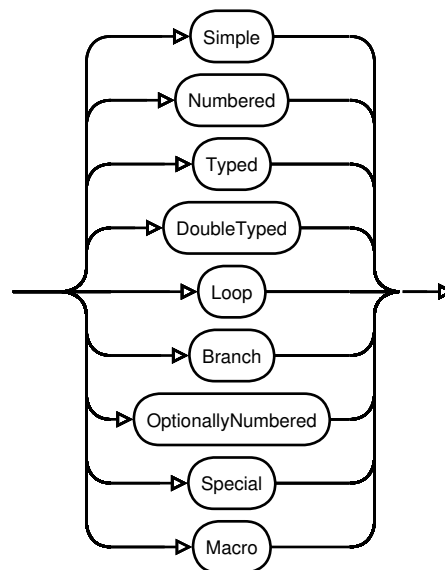 Simple
Numbered
Typed
DoubleTyped
Loop
Branch
OptionallyNumbered
Special
Macro